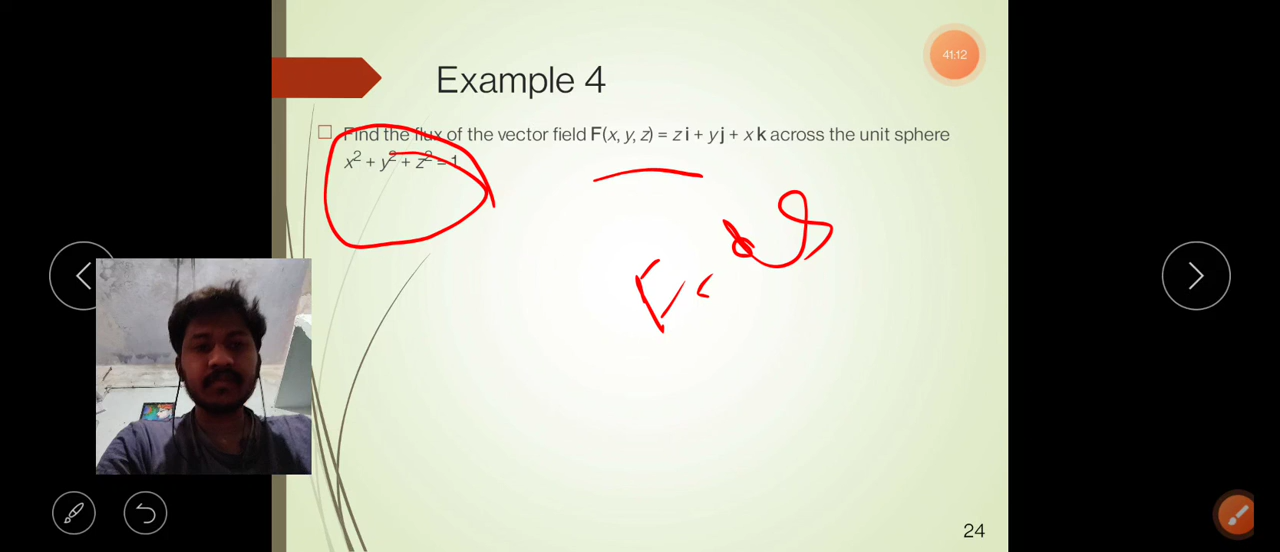 41:12
Example 4
Find the flux of the vector field F(x, y, z) = z i + y j + x k across the unit sphere
x² + y² + z² = 1
24